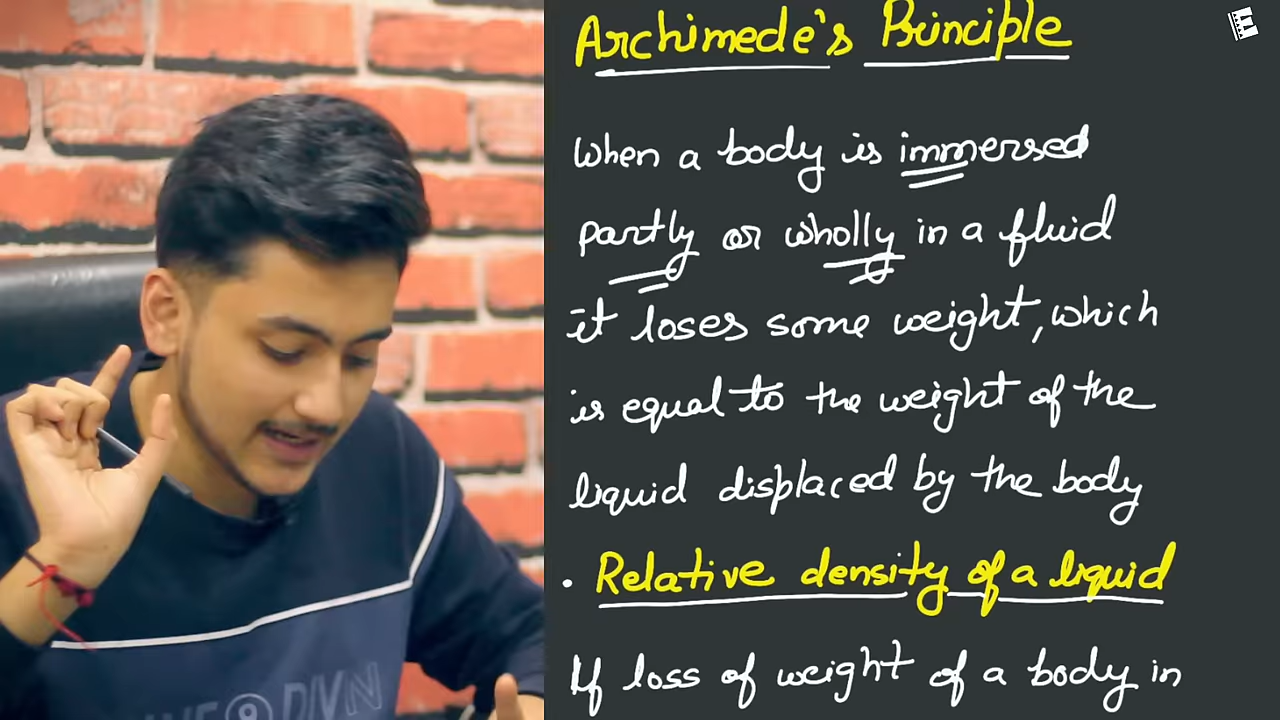 Archimede's Principle
When a body is immersed
partly or wholly in a fluid
it loses some weight, which
is equal to the weight of the
liquid displaced by the body
. Relative density of a liquid
If loss of weight of a body in
E